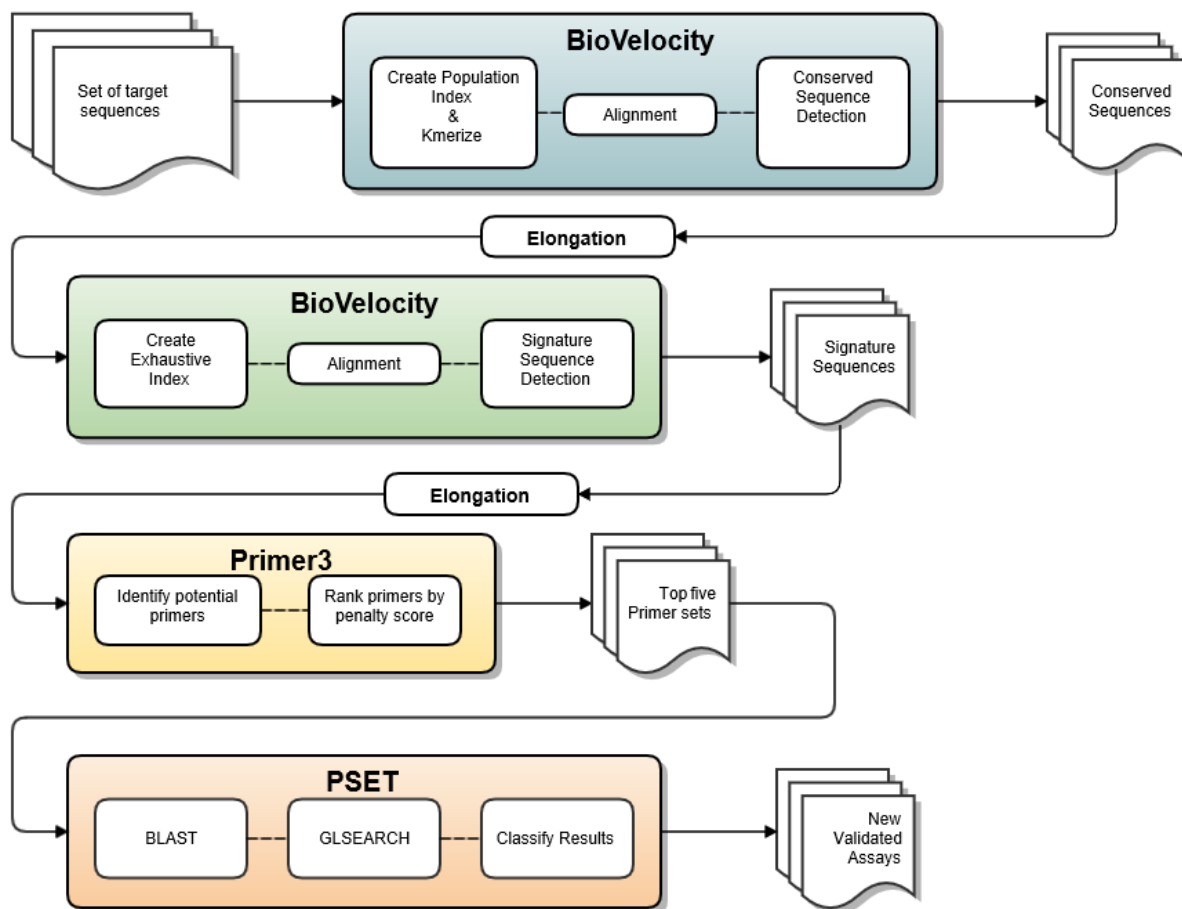 Set of target
sequences
BioVelocity
Create Population
Index
&
Kmerize
Alignment
Conserved
Sequence
Detection
Conserved
Sequences
Elongation
BioVelocity
Create
Exhaustive
Index
Alignment
Signature
Sequence
Detection
Signature
Sequences
Elongation
Primer3
Identify potential
primers
Rank primers by
penalty score
Top five
Primer sets
PSET
BLAST
GLSEARCH
Classify Results
New
Validated
Assays